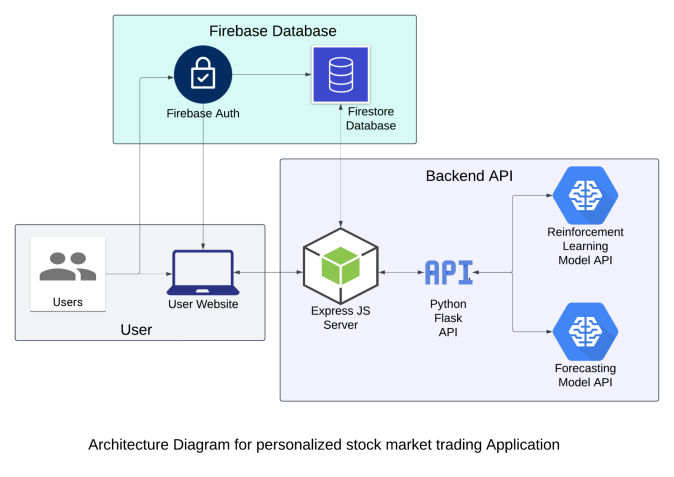 Firebase Database
Firebase Auth
Firestore
Database
Backend API
Reinforcement
Learning
Model API
Users
User Website
User
Express JS
Server
API
Python
Flask
API
Forecasting
Model API
Architecture Diagram for personalized stock market trading Application